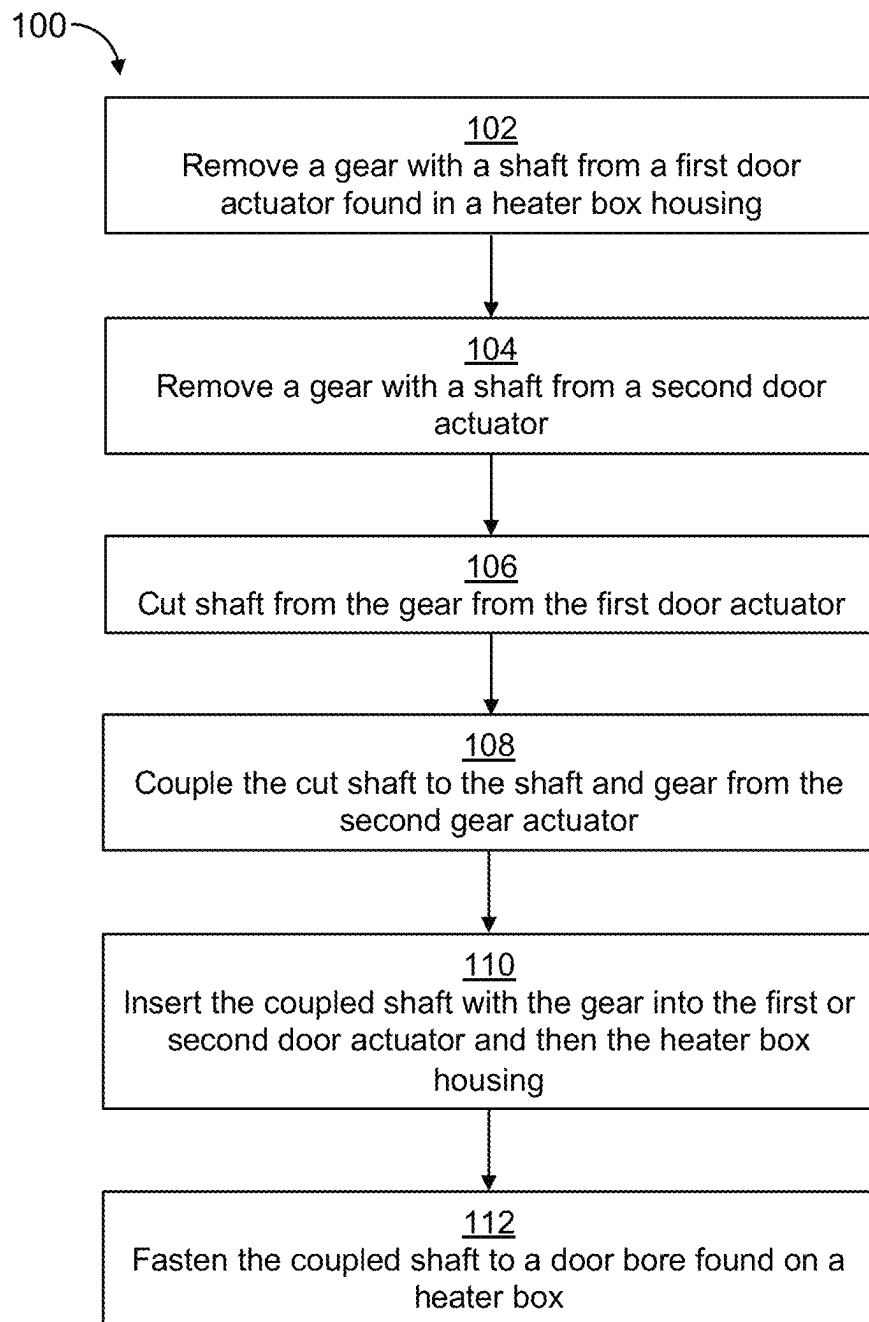 100
102
Remove a gear with a shaft from a first door
actuator found in a heater box housing
104
Remove a gear with a shaft from a second door
actuator
106
Cut shaft from the gear from the first door actuator
108
Couple the cut shaft to the shaft and gear from the
second gear actuator
110
Insert the coupled shaft with the gear into the first or
second door actuator and then the heater box
housing
112
Fasten the coupled shaft to a door bore found on a
heater box